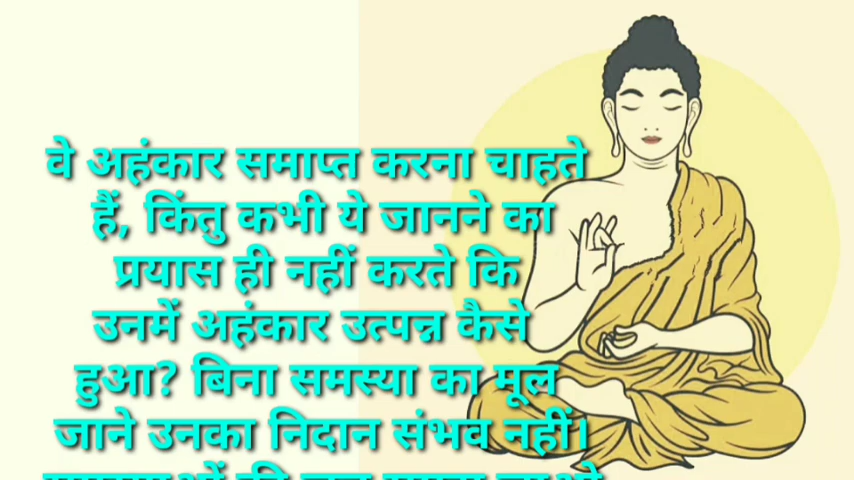 वे अहंकार समाप्त करना चाहते
हैं, किंतु कभी ये जानने का
प्रयास ही नहीं करते कि
उनमें अहंकार उत्पन्न कैसे
हुआ? बिना समस्या का मूल
जाने उनका निदान संभव नहीं।